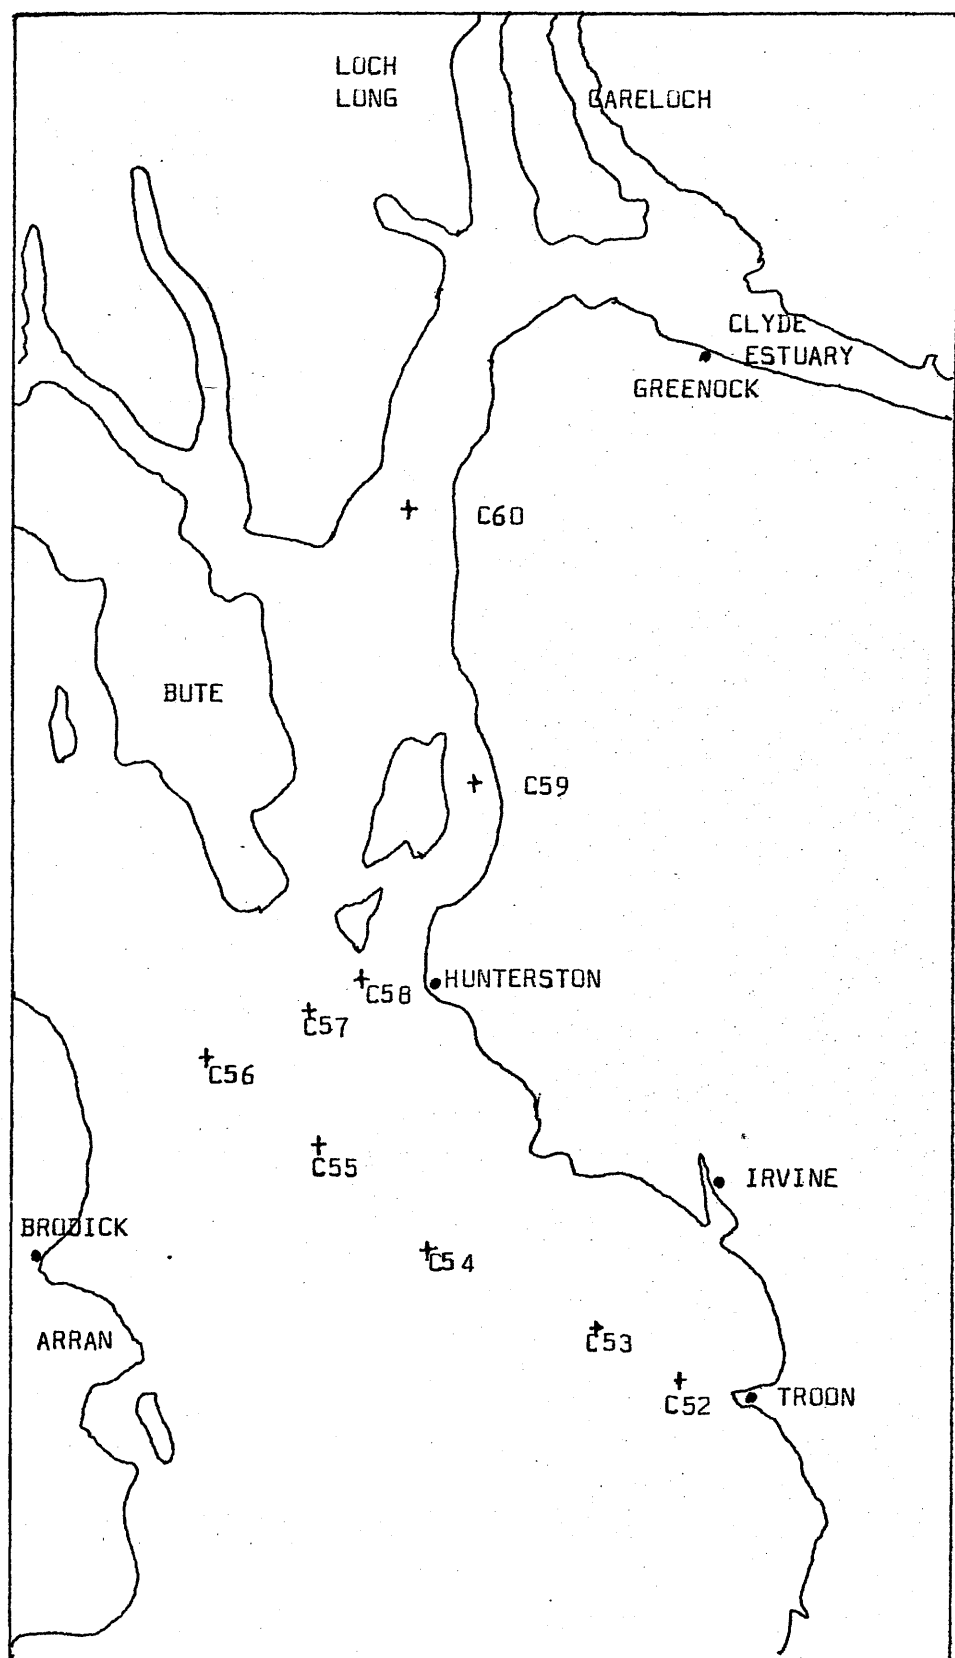 LOCH
LONG
GARELOCH
CLYDE
ESTUARY
GREENOCK
C60
BUTE
C59
HUNTERSTON
C58
C57
C56
C55
IRVINE
BRODICK
C54
ARRAN
C53
C52
TROON